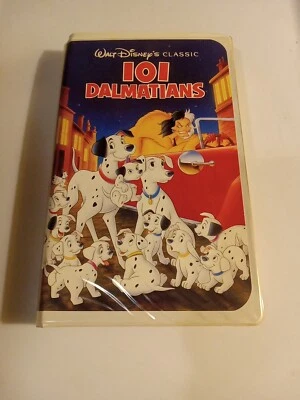 WALT DISNEY'S CLASSIC
101
DALMATIANS